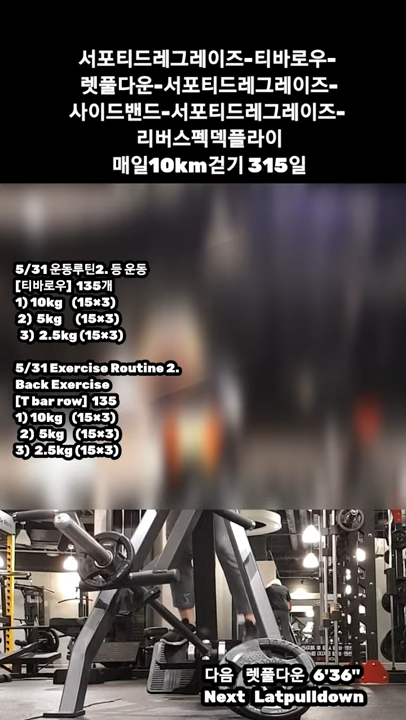 서포티드레그레이즈-티바로우-
렛풀다운-서포티드레그레이즈-
사이드밴드-서포티드레그레이즈-
리버스펙덱플라이
매일10km걷기 315일
5/31 운동루틴2. 등 운동
[티바로우] 135개
1) 10kg (15×3)
2) 5kg (15×3)
3) 2.5kg (15×3)
5/31 Exercise Routine 2.
Back Exercise
[T bar row] 135
1) 10kg (15×3)
2) 5kg (15×3)
3) 2.5kg (15×3)
다음 렛풀다운 6'36"
Next Latpulldown